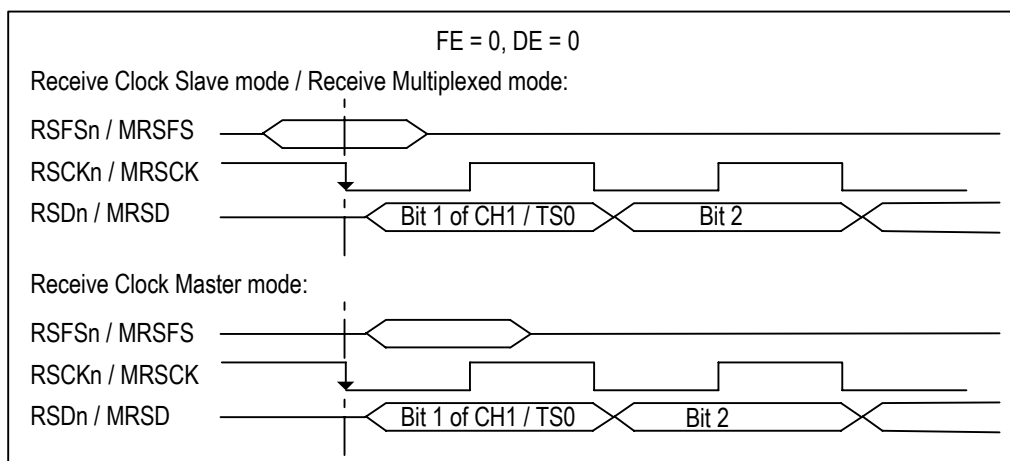 FE = 0, DE = 0
Receive Clock Slave mode / Receive Multiplexed mode:
RSFSn / MRSFS
RSCKn / MRSCK
RSDn / MRSD Bit 1 of CH1 / TS0 Bit 2
Receive Clock Master mode:
RSFSn / MRSFS
RSCKn / MRSCK
RSDn / MRSD Bit 1 of CH1 / TS0 Bit 2